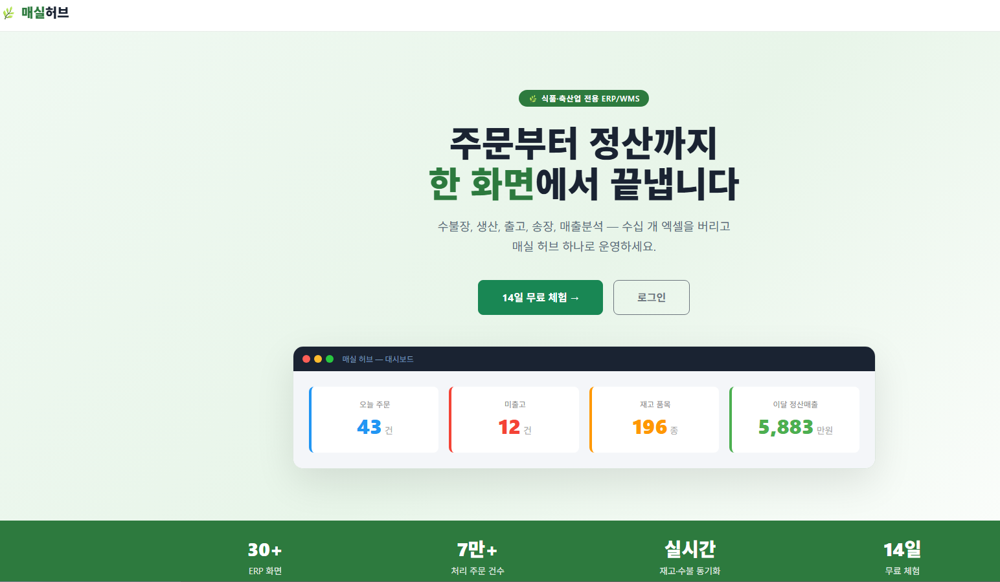 매실허브
식품·축산업 전용 ERP/WMS
주문부터 정산까지
한 화면에서 끝냅니다
수불장, 생산, 출고, 송장, 매출분석 — 수십 개 엑셀을 버리고
매실 허브 하나로 운영하세요.
14일 무료 체험 →
로그인
매실 허브 — 대시보드
오늘 주문
43 건
미출고
12 건
재고 품목
196 종
이달 정산매출
5,883 만원
30+
ERP 화면
7만+
처리 주문 건수
실시간
재고·수불 동기화
14일
무료 체험